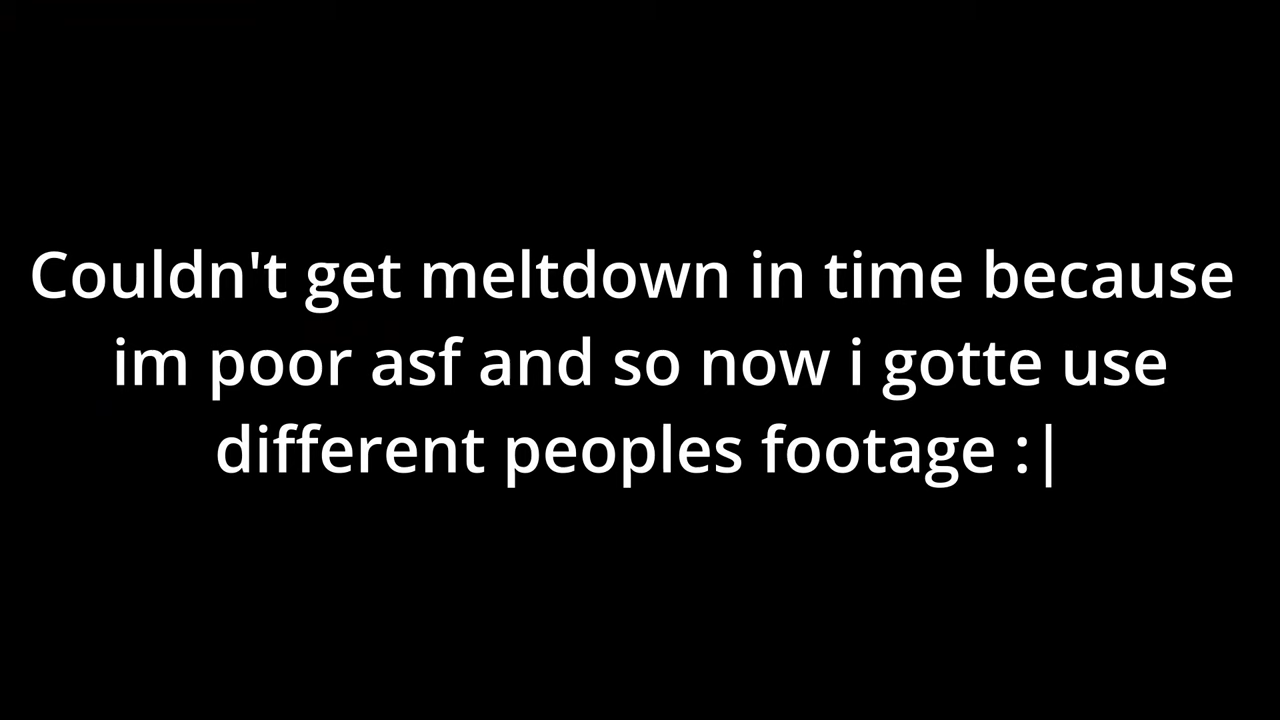 Couldn't get meltdown in time because
im poor asf and so now i gotte use
different peoples footage :|